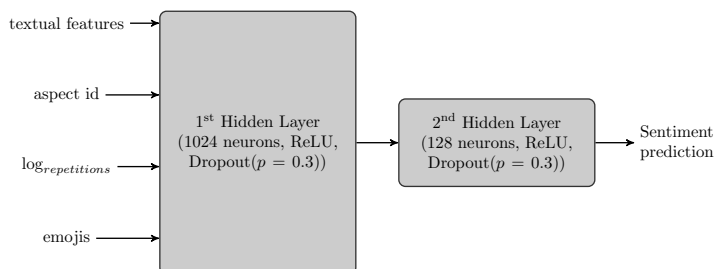 textual features
aspect id
log_repetitions
emojis
1st Hidden Layer
(1024 neurons, ReLU,
Dropout(p = 0.3))
2nd Hidden Layer
(128 neurons, ReLU,
Dropout(p = 0.3))
Sentiment
prediction